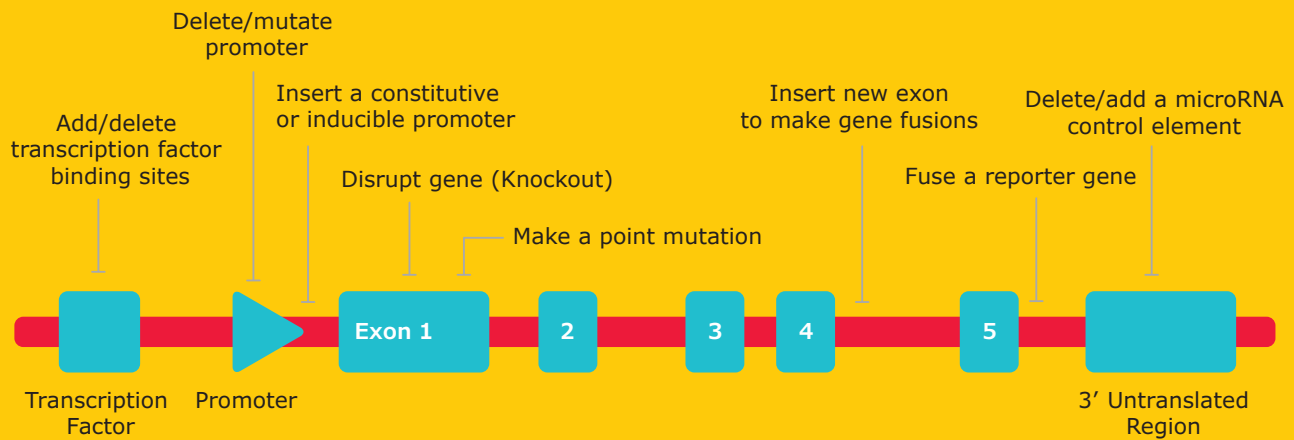 Delete/mutate
promoter
Add/delete
transcription factor
binding sites
Insert a constitutive
or inducible promoter
Disrupt gene (Knockout)
Make a point mutation
Insert new exon
to make gene fusions
Fuse a reporter gene
Delete/add a microRNA
control element
Exon 1
2
3
4
5
Transcription
Factor
Promoter
3′ Untranslated
Region